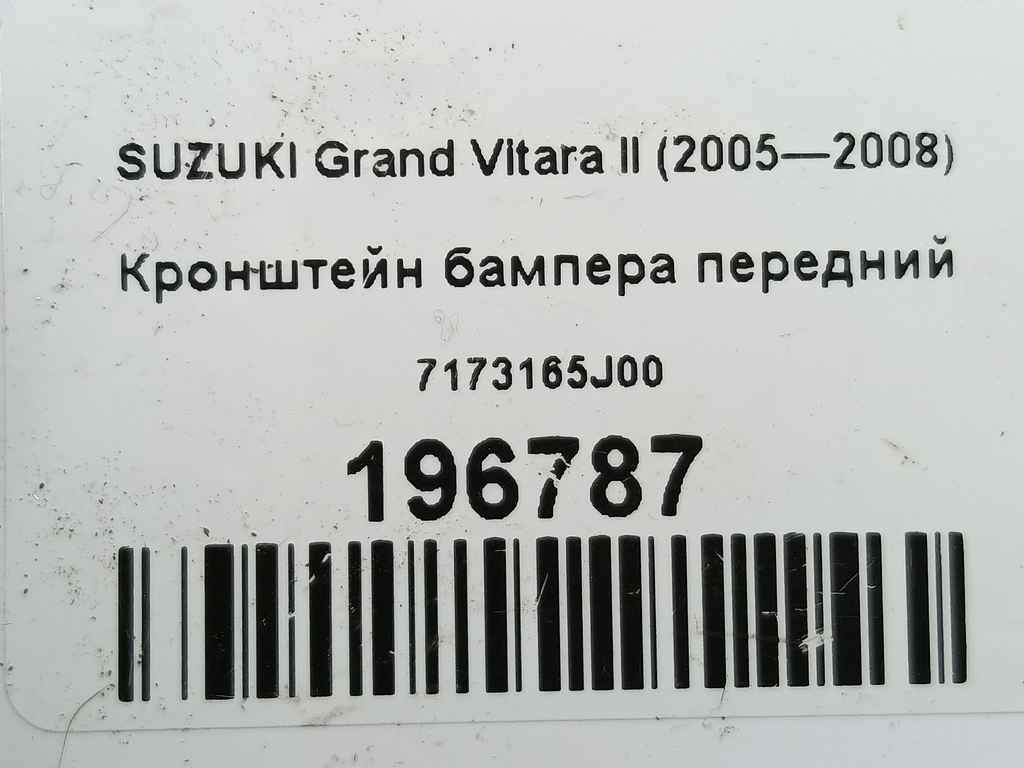 SUZUKI Grand Vitara II (2005—2008)
Кронштейн бампера передний
7173165J00
196787